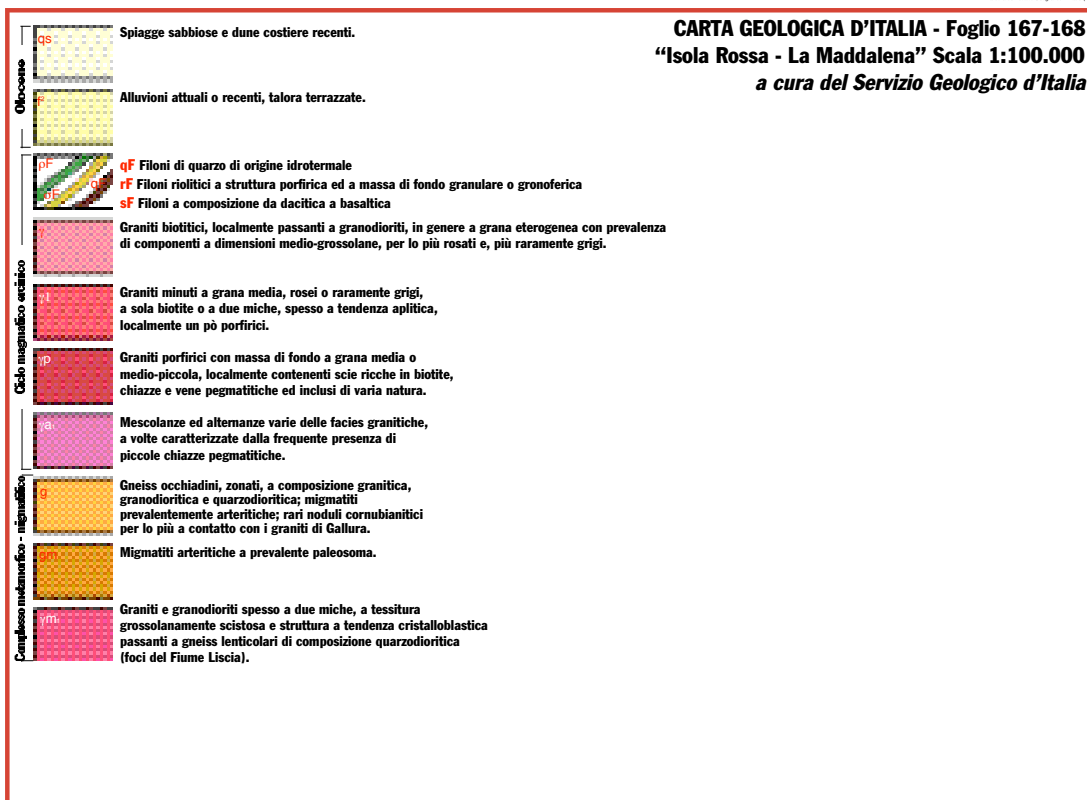 CARTA GEOLOGICA D'ITALIA - Foglio 167-168
“Isola Rossa - La Maddalena” Scala 1:100.000
a cura del Servizio Geologico d'Italia
Olocene
qs
Spiagge sabbiose e dune costiere recenti.
Alluvioni attuali o recenti, talora terrazzate.
Ciclo magmatico ercinico
ρF
qF Filoni di quarzo di origine idrotermale
rF Filoni riolitici a struttura porfirica ed a massa di fondo granulare o gronoferica
sF Filoni a composizione da dacitica a basaltica
γ
Graniti biotitici, localmente passanti a granodioriti, in genere a grana eterogenea con prevalenza
di componenti a dimensioni medio-grossolane, per lo più rosati e, più raramente grigi.
Graniti minuti a grana media, rosei o raramente grigi,
a sola biotite o a due miche, spesso a tendenza aplitica,
localmente un pò porfirici.
γp
Graniti porfirici con massa di fondo a grana media o
medio-piccola, localmente contenenti scie ricche in biotite,
chiazze e vene pegmatitiche ed inclusi di varia natura.
γa
Mescolanze ed alternanze varie delle facies granitiche,
a volte caratterizzate dalla frequente presenza di
piccole chiazze pegmatitiche.
Complesso metamorfico - migmatitico
g
Gneiss occhiadini, zonati, a composizione granitica,
granodioritica e quarzodioritica; migmatiti
prevalentemente arteritiche; rari noduli cornubianitici
per lo più a contatto con i graniti di Gallura.
gm
Migmatiti arteritiche a prevalente paleosoma.
γm
Graniti e granodioriti spesso a due miche, a tessitura
grossolanamente scistosa e struttura a tendenza cristalloblastica
passanti a gneiss lenticolari di composizione quarzodioritica
(foci del Fiume Liscia).